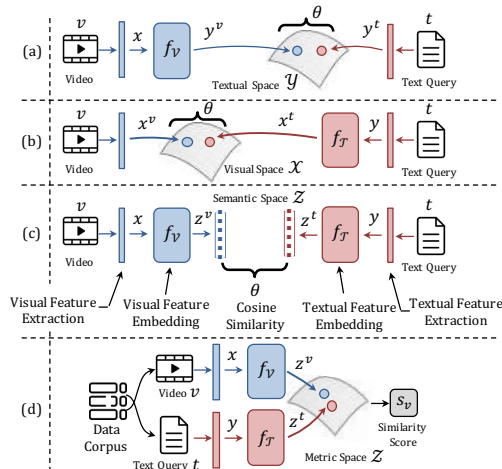 (a)
v
Video
x
f_V
y^v
Textual Space 𝒴
θ
y^t
t
Text Query
(b)
v
Video
x^v
θ
Visual Space 𝒳
x^t
f_T
y
t
Text Query
(c)
v
Video
x
f_V
z^v
Semantic Space 𝒵
z^t
f_T
y
t
Text Query
θ
Cosine
Similarity
Visual Feature
Extraction
Visual Feature
Embedding
Textual Feature
Embedding
Textual Feature
Extraction
(d)
Data
Corpus
Video v
x
f_V
z^v
Text Query t
y
f_T
z^t
Metric Space 𝒵
s_v
Similarity
Score